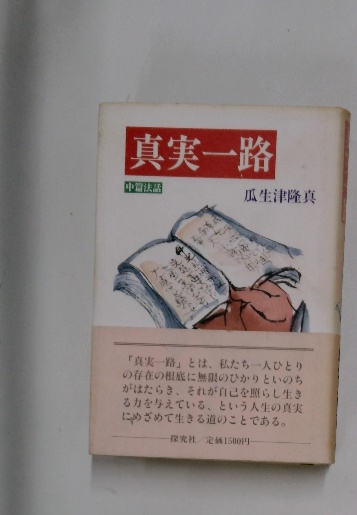 真実一路
中篇法話
瓜生津隆真
「真実一路」とは、私たち一人ひとり
の存在の根底に無限のひかりといのち
がはたらき、それが自己を照らし生き
る力を与えている、という人生の真実
にめざめて生きる道のことである。
探究社/定価1500円